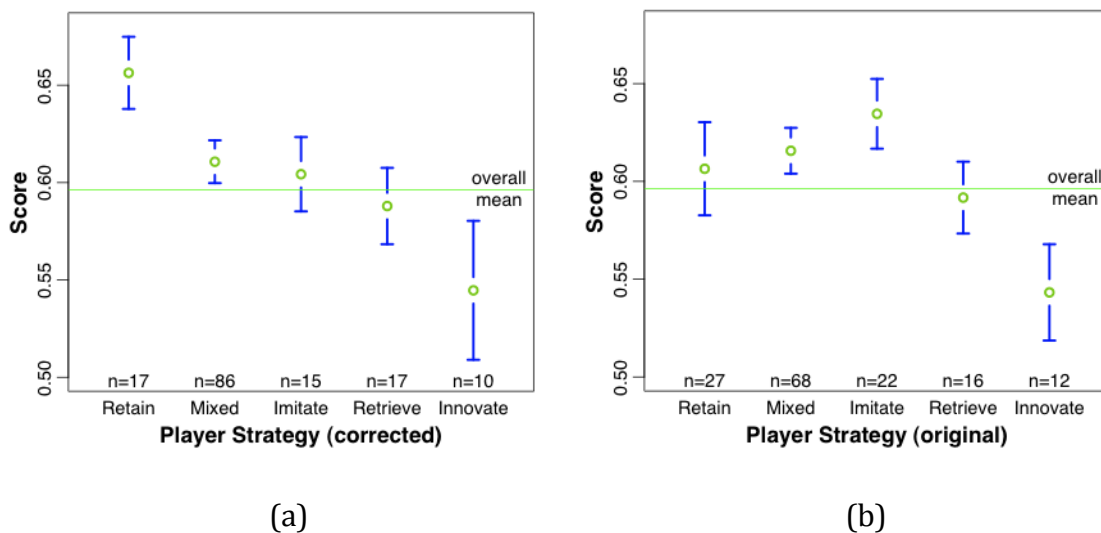 Score
0.65
0.60
0.55
0.50
overall
mean
n=17 n=86 n=15 n=17 n=10
Retain Mixed Imitate Retrieve Innovate
Player Strategy (corrected)
(a)
Score
0.65
0.60
0.55
0.50
overall
mean
n=27 n=68 n=22 n=16 n=12
Retain Mixed Imitate Retrieve Innovate
Player Strategy (original)
(b)